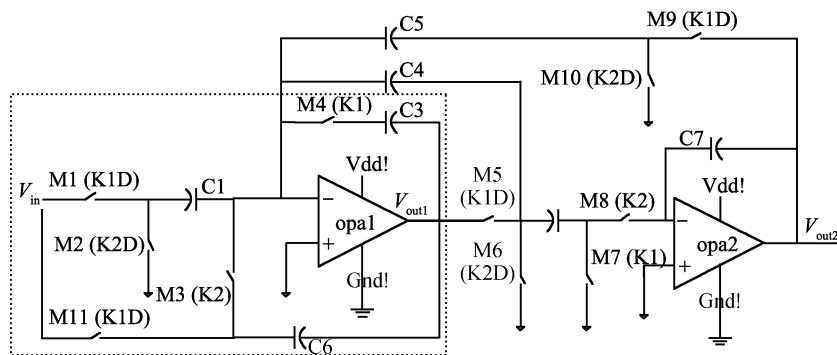 C5
M9 (K1D)
C4
M10 (K2D)
M4 (K1)
C3
C7
Vin
M1 (K1D)
C1
Vdd!
Vout1
M5
(K1D)
M8 (K2)
Vdd!
M2 (K2D)
−
opa1
+
−
opa2
+
Vout2
M6
(K2D)
M7 (K1)
M3 (K2)
Gnd!
Gnd!
M11 (K1D)
C6